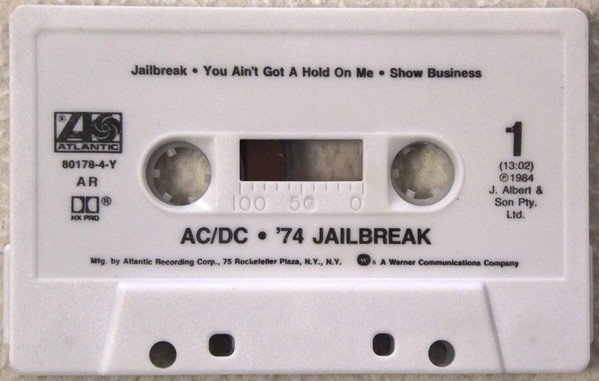 Jailbreak • You Ain't Got A Hold On Me • Show Business
ATLANTIC
80178-4-Y
AR
HX PRO
1
(13:02)
℗1984
J. Albert &
Son Pty.
Ltd.
100 50 0
AC/DC • '74 JAILBREAK
Mfg. by Atlantic Recording Corp., 75 Rockefeller Plaza, N.Y., N.Y. A Warner Communications Company